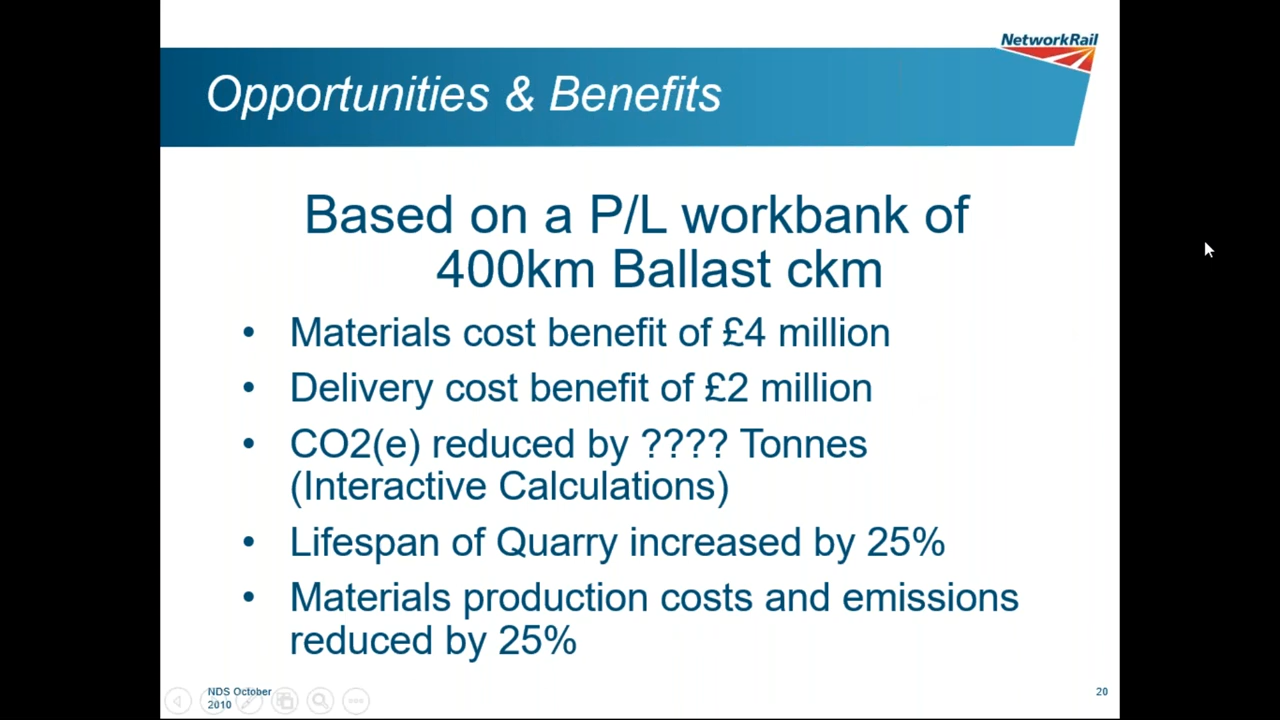 NetworkRail
Opportunities & Benefits
Based on a P/L workbank of
400km Ballast ckm
• Materials cost benefit of £4 million
• Delivery cost benefit of £2 million
• CO2(e) reduced by ???? Tonnes
(Interactive Calculations)
• Lifespan of Quarry increased by 25%
• Materials production costs and emissions
reduced by 25%
NDS October
2010
20